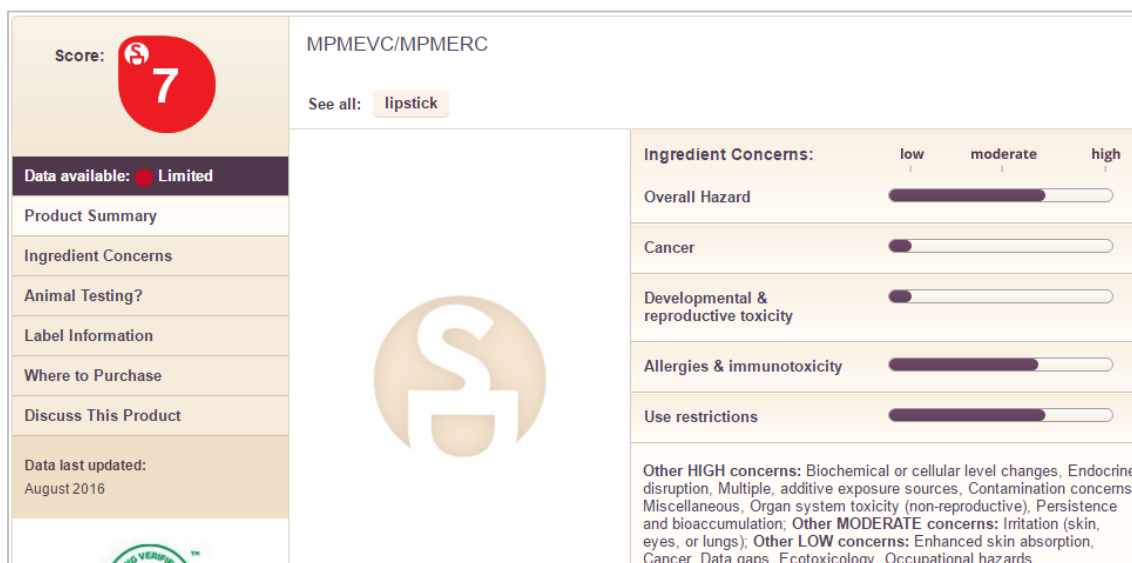 Score:
7
MPMEVC/MPMERC
See all: lipstick
Data available: Limited
Product Summary
Ingredient Concerns
Animal Testing?
Label Information
Where to Purchase
Discuss This Product
Data last updated:
August 2016
Ingredient Concerns: low moderate high
Overall Hazard
Cancer
Developmental &
reproductive toxicity
Allergies & immunotoxicity
Use restrictions
Other HIGH concerns: Biochemical or cellular level changes, Endocrine
disruption, Multiple, additive exposure sources, Contamination concerns
Miscellaneous, Organ system toxicity (non-reproductive), Persistence
and bioaccumulation; Other MODERATE concerns: Irritation (skin,
eyes, or lungs); Other LOW concerns: Enhanced skin absorption,
Cancer, Data gaps, Ecotoxicology, Occupational hazards